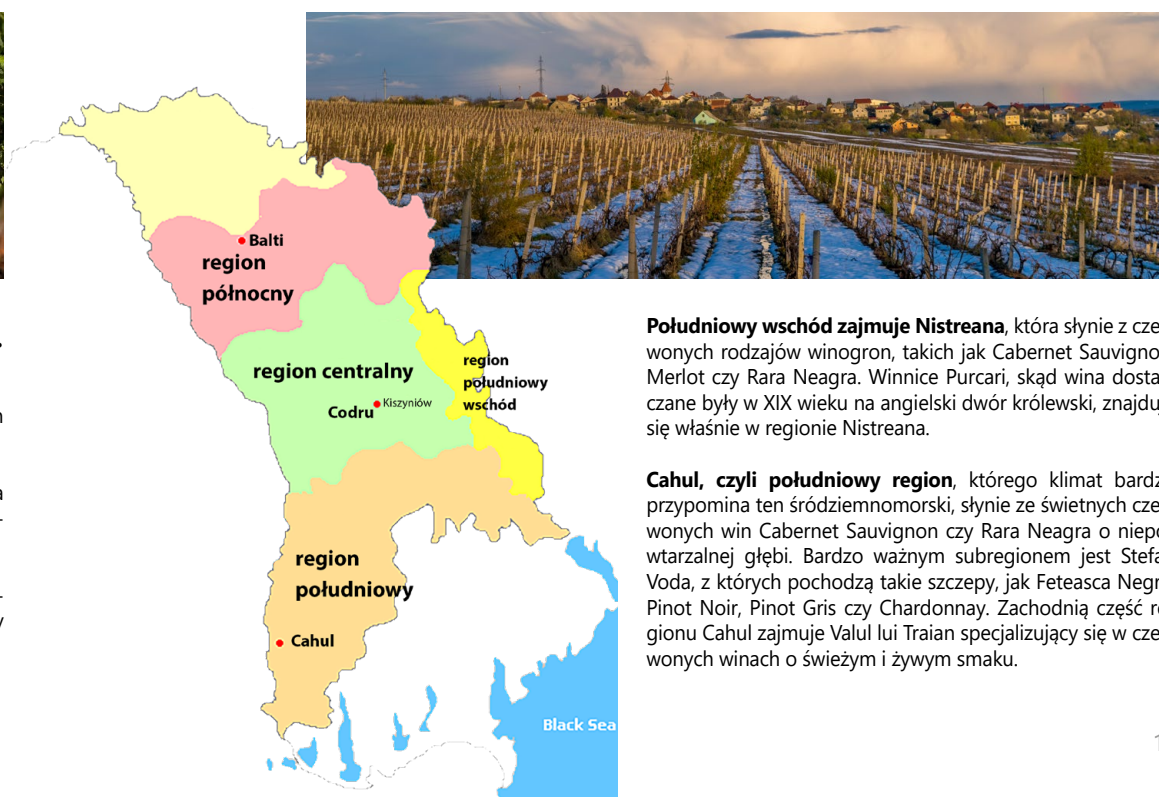 Balti
region
północny
region centralny
Kiszyniów
Codru
region
południowy
wschód
region
południowy
Cahul
Black Sea
Południowy wschód zajmuje Nistreana, która słynie z cze
wonych rodzajów winogron, takich jak Cabernet Sauvigno
Merlot czy Rara Neagra. Winnice Purcari, skąd wina dosta
czane były w XIX wieku na angielski dwór królewski, znajduj
się właśnie w regionie Nistreana.
Cahul, czyli południowy region, którego klimat bardz
przypomina ten śródziemnomorski, słynie ze świetnych cze
wonych win Cabernet Sauvignon czy Rara Neagra o niepo
wtarzalnej głębi. Bardzo ważnym subregionem jest Stefa
Voda, z których pochodzą takie szczepy, jak Feteasca Negr
Pinot Noir, Pinot Gris czy Chardonnay. Zachodnią część re
gionu Cahul zajmuje Valul lui Traian specjalizujący się w cze
wonych winach o świeżym i żywym smaku.